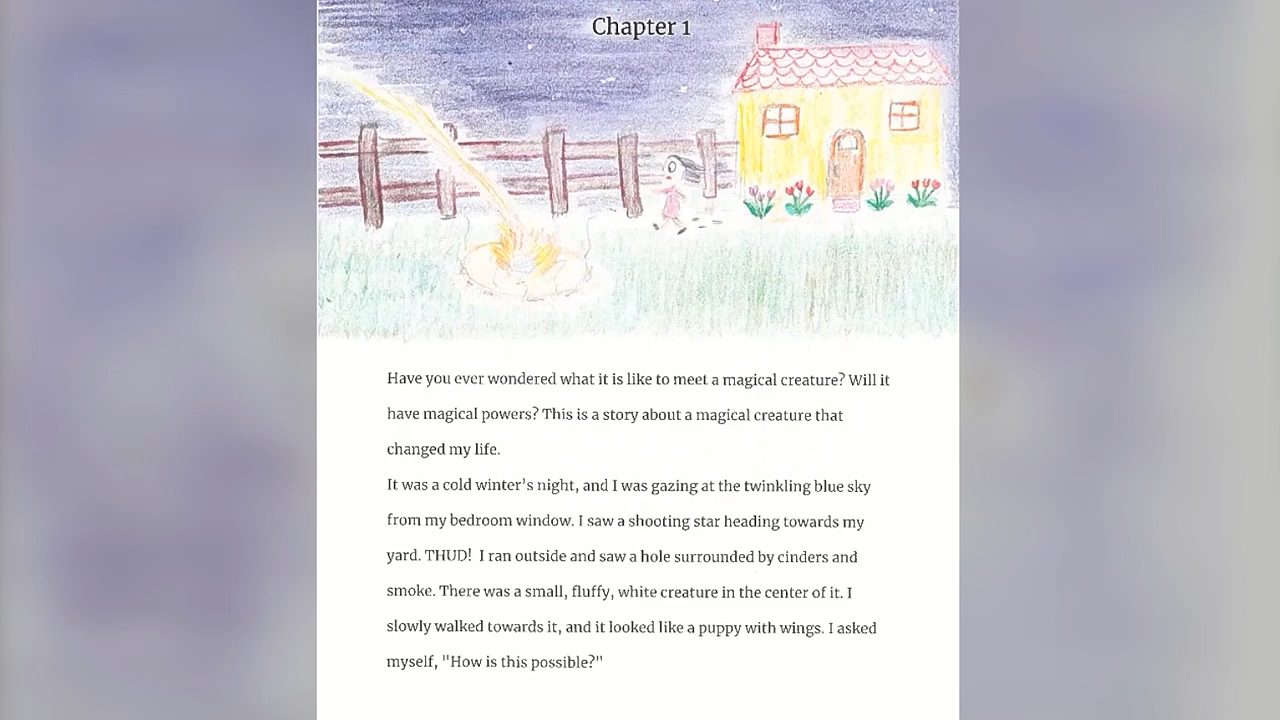 Chapter 1
Have you ever wondered what it is like to meet a magical creature? Will it
have magical powers? This is a story about a magical creature that
changed my life.
It was a cold winter's night, and I was gazing at the twinkling blue sky
from my bedroom window. I saw a shooting star heading towards my
yard. THUD!  I ran outside and saw a hole surrounded by cinders and
smoke. There was a small, fluffy, white creature in the center of it. I
slowly walked towards it, and it looked like a puppy with wings. I asked
myself, "How is this possible?"